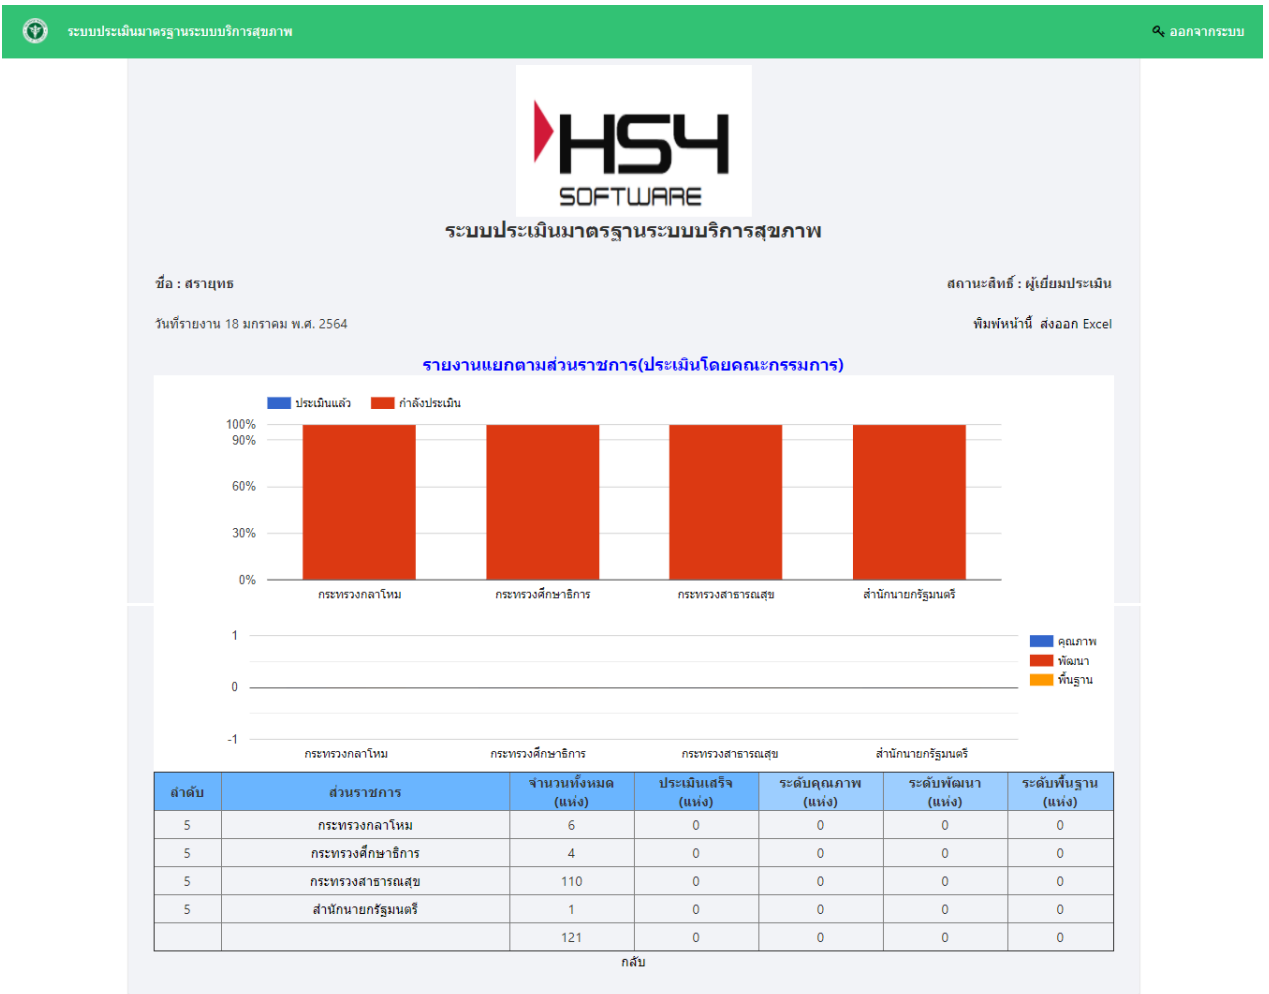 ระบบประเมินมาตรฐานระบบบริการสุขภาพ ออกจากระบบ
HS4
SOFTWARE
ระบบประเมินมาตรฐานระบบบริการสุขภาพ
ชื่อ : ศรายุทธ สถานะสิทธิ์ : ผู้เยี่ยมประเมิน
วันที่รายงาน 18 มกราคม พ.ศ. 2564 พิมพ์หน้านี้ ส่งออก Excel
รายงานแยกตามส่วนราชการ(ประเมินโดยคณะกรรมการ)
ประเมินแล้ว กำลังประเมิน
100%
90%
60%
30%
0%
กระทรวงกลาโหม กระทรวงศึกษาธิการ กระทรวงสาธารณสุข สำนักนายกรัฐมนตรี
1
0
-1
คุณภาพ
พัฒนา
พื้นฐาน
กระทรวงกลาโหม กระทรวงศึกษาธิการ กระทรวงสาธารณสุข สำนักนายกรัฐมนตรี
ลำดับ ส่วนราชการ จำนวนทั้งหมด (แห่ง) ประเมินเสร็จ (แห่ง) ระดับคุณภาพ (แห่ง) ระดับพัฒนา (แห่ง) ระดับพื้นฐาน (แห่ง)
5 กระทรวงกลาโหม 6 0 0 0 0
5 กระทรวงศึกษาธิการ 4 0 0 0 0
5 กระทรวงสาธารณสุข 110 0 0 0 0
5 สำนักนายกรัฐมนตรี 1 0 0 0 0
121 0 0 0 0
กลับ